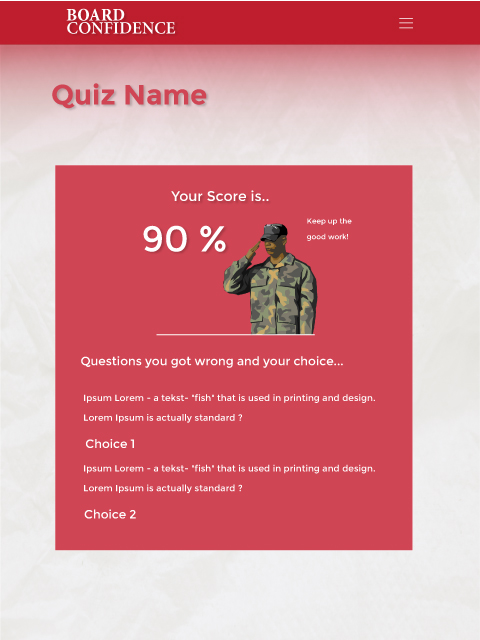 BOARD
CONFIDENCE
Quiz Name
Your Score is..
90 %
Keep up the
good work!
Questions you got wrong and your choice...
Ipsum Lorem - a tekst- "fish" that is used in printing and design.
Lorem Ipsum is actually standard ?
Choice 1
Ipsum Lorem - a tekst- "fish" that is used in printing and design.
Lorem Ipsum is actually standard ?
Choice 2